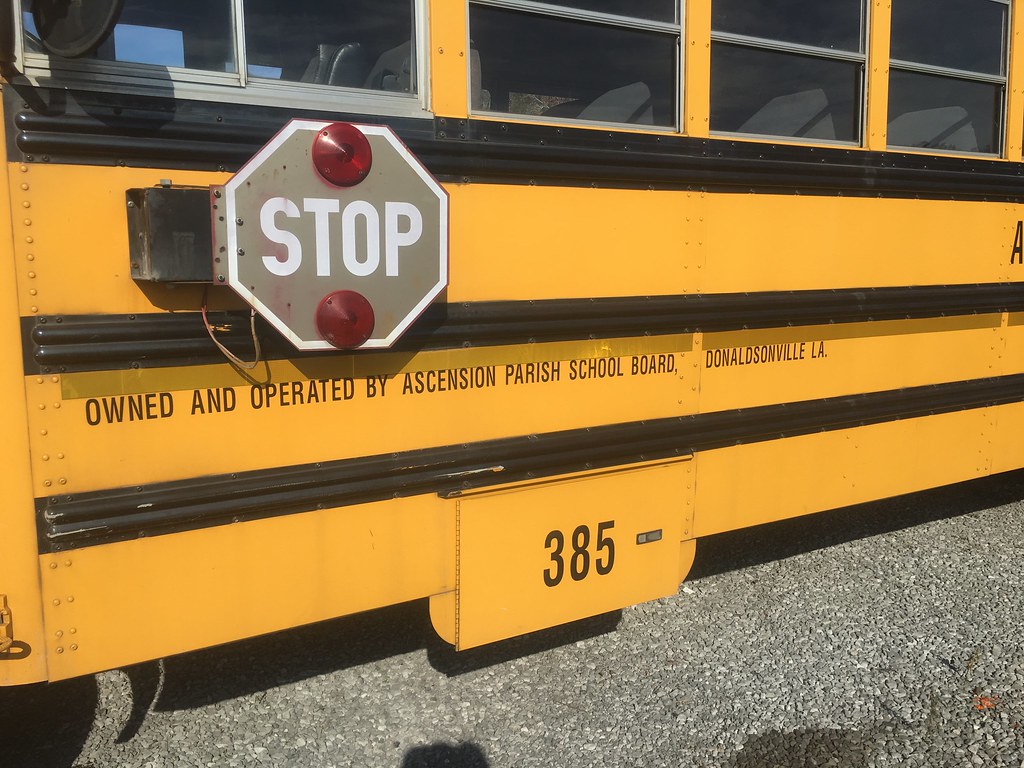 STOP
A
OWNED AND OPERATED BY ASCENSION PARISH SCHOOL BOARD, DONALDSONVILLE LA.
385